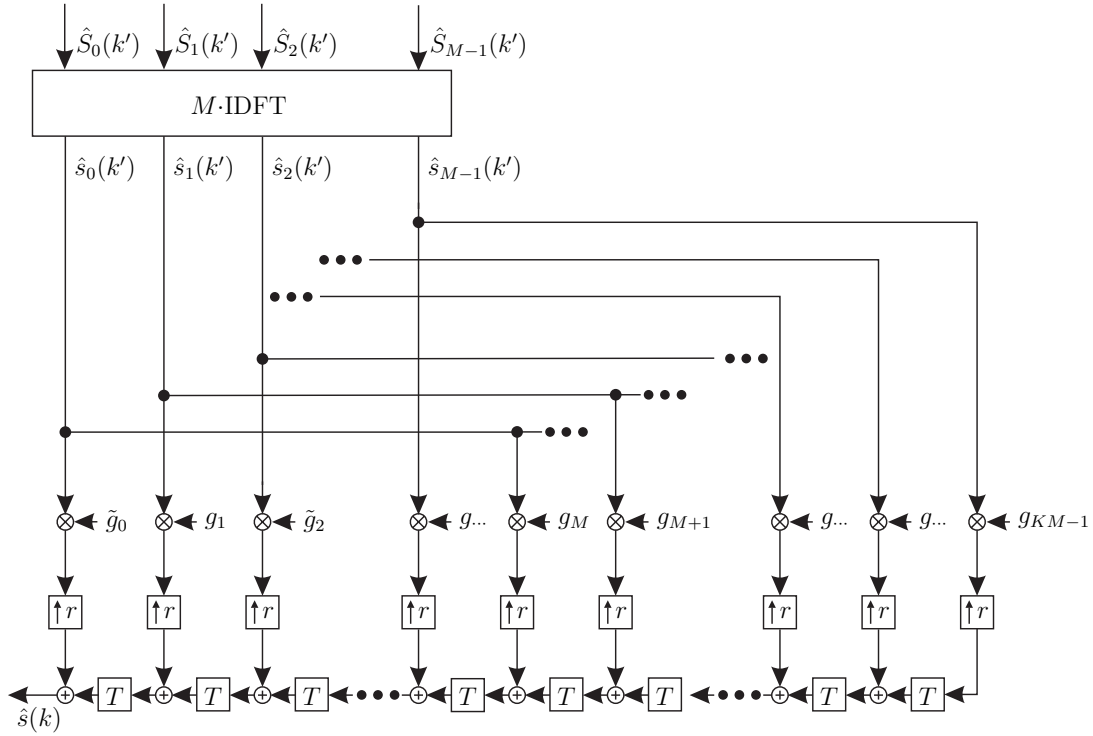 Ŝ₀(k′) Ŝ₁(k′) Ŝ₂(k′) Ŝ_{M−1}(k′)
M·IDFT
ŝ₀(k′) ŝ₁(k′) ŝ₂(k′) ŝ_{M−1}(k′)
g̃₀ g₁ g̃₂ g... g_M g_{M+1} g... g... g_{KM−1}
↑r ↑r ↑r ↑r ↑r ↑r ↑r ↑r ↑r
T T T T T T T T
ŝ(k)